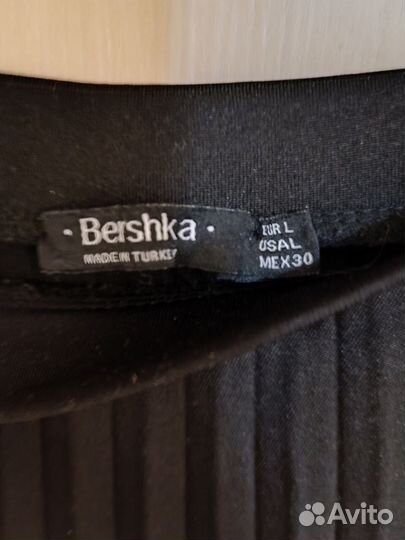 · Bershka ·
MADE IN TURKEY
EUR L
USA L
MEX 30
Avito